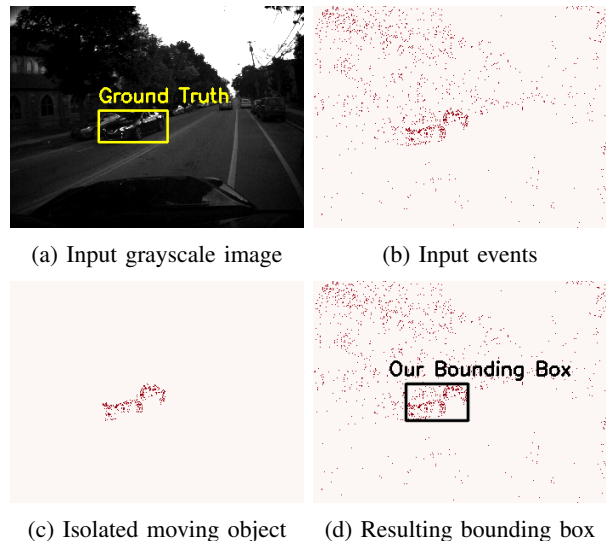 Ground Truth
(a) Input grayscale image
(b) Input events
Our Bounding Box
(c) Isolated moving object
(d) Resulting bounding box